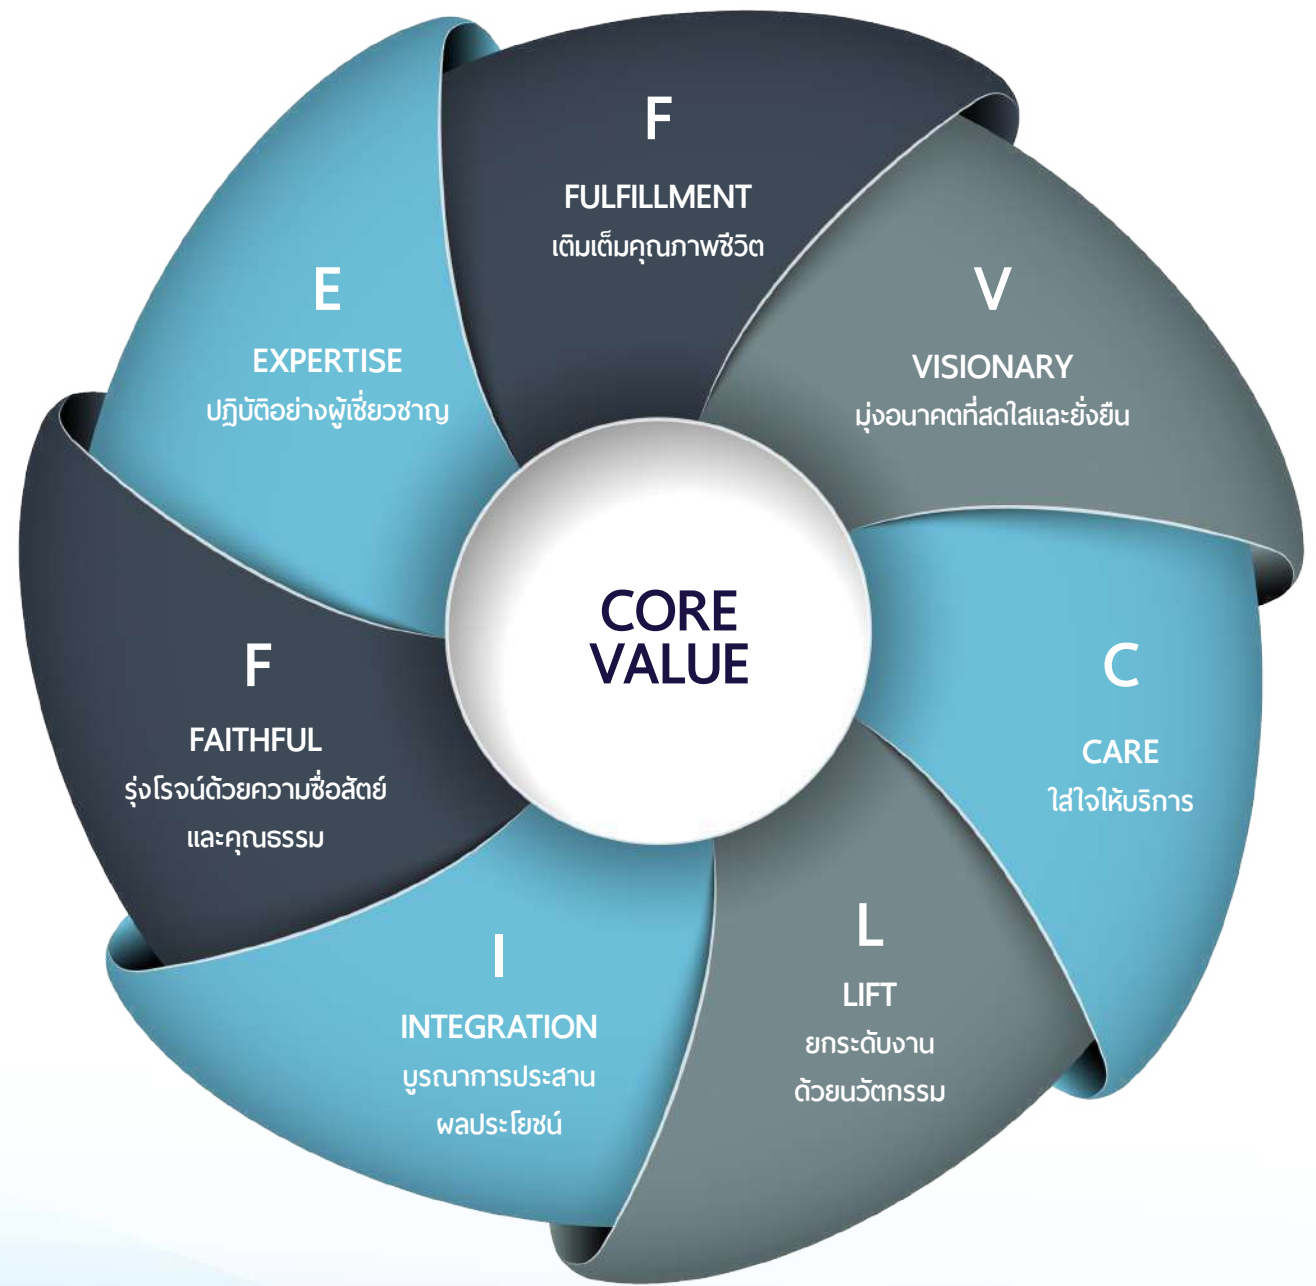 F
FULFILLMENT
เติมเต็มคุณภาพชีวิต
V
VISIONARY
มุ่งอนาคตที่สดใสและยั่งยืน
C
CARE
ใส่ใจให้บริการ
L
LIFT
ยกระดับงาน
ด้วยนวัตกรรม
I
INTEGRATION
บูรณาการประสาน
ผลประโยชน์
F
FAITHFUL
รุ่งโรจน์ด้วยความซื่อสัตย์
และคุณธรรม
E
EXPERTISE
ปฏิบัติอย่างผู้เชี่ยวชาญ
CORE
VALUE